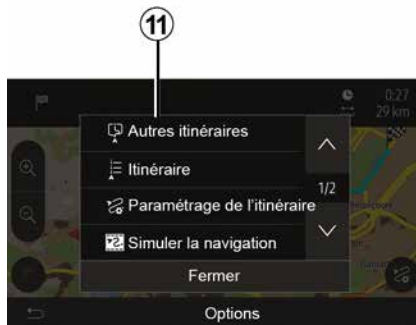 11
0:27
29 km
Autres itinéraires
Itinéraire
1/2
Paramétrage de l'itinéraire
Simuler la navigation
Fermer
Options